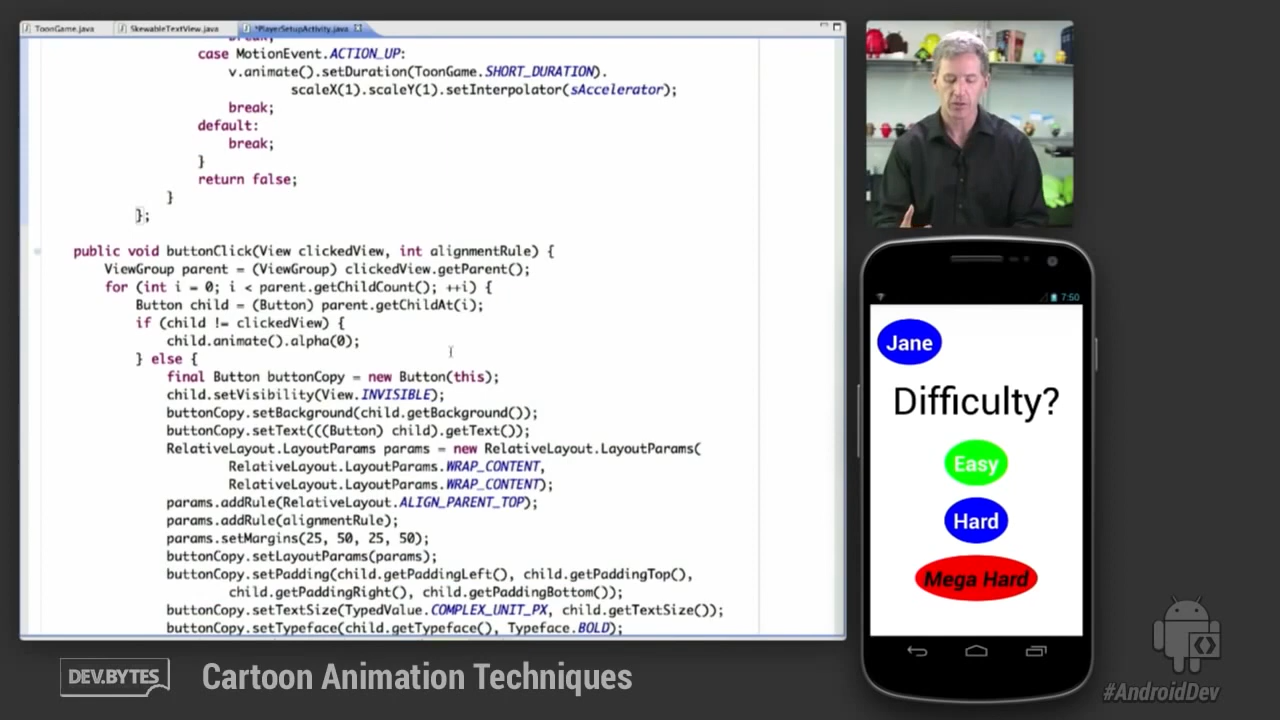 ToonGame.java
SkewableTextView.java
*PlayerSetupActivity.java
break;
case MotionEvent.ACTION_UP:
v.animate().setDuration(ToonGame.SHORT_DURATION).
scaleX(1).scaleY(1).setInterpolator(sAccelerator);
break;
default:
break;
}
return false;
}
};
public void buttonClick(View clickedView, int alignmentRule) {
ViewGroup parent = (ViewGroup) clickedView.getParent();
for (int i = 0; i < parent.getChildCount(); ++i) {
Button child = (Button) parent.getChildAt(i);
if (child != clickedView) {
child.animate().alpha(0);
} else {
final Button buttonCopy = new Button(this);
child.setVisibility(View.INVISIBLE);
buttonCopy.setBackground(child.getBackground());
buttonCopy.setText(((Button) child).getText());
RelativeLayout.LayoutParams params = new RelativeLayout.LayoutParams(
RelativeLayout.LayoutParams.WRAP_CONTENT,
RelativeLayout.LayoutParams.WRAP_CONTENT);
params.addRule(RelativeLayout.ALIGN_PARENT_TOP);
params.addRule(alignmentRule);
params.setMargins(25, 50, 25, 50);
buttonCopy.setLayoutParams(params);
buttonCopy.setPadding(child.getPaddingLeft(), child.getPaddingTop(),
child.getPaddingRight(), child.getPaddingBottom());
buttonCopy.setTextSize(TypedValue.COMPLEX_UNIT_PX, child.getTextSize());
buttonCopy.setTypeface(child.getTypeface(), Typeface.BOLD);
7:50
Jane
Difficulty?
Easy
Hard
Mega Hard
DEV.BYTES
Cartoon Animation Techniques
#AndroidDev